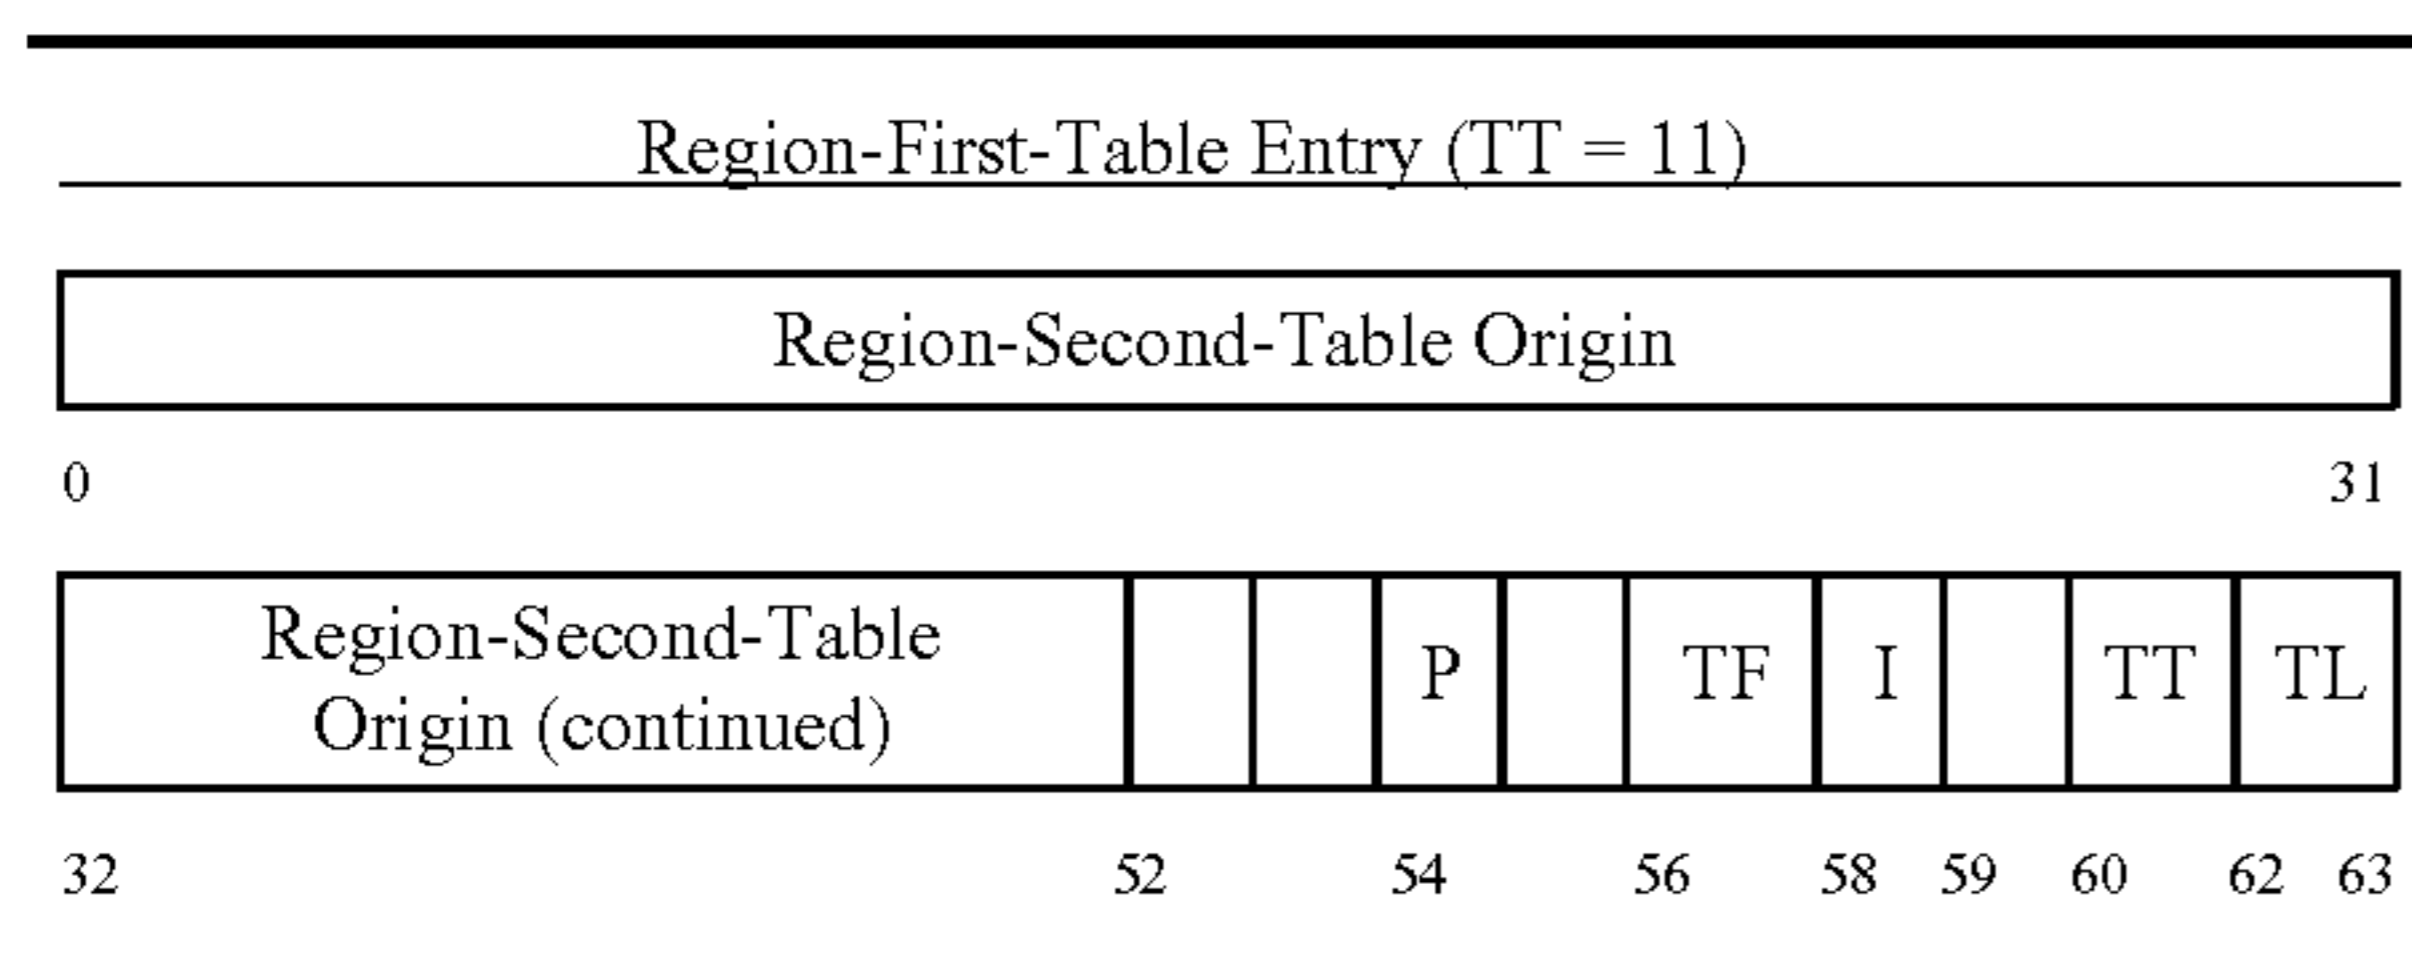 Region-First-Table Entry (TT = 11)
Region-Second-Table Origin
0 31
Region-Second-Table
Origin (continued)
P TF I TT TL
32 52 54 56 58 59 60 62 63